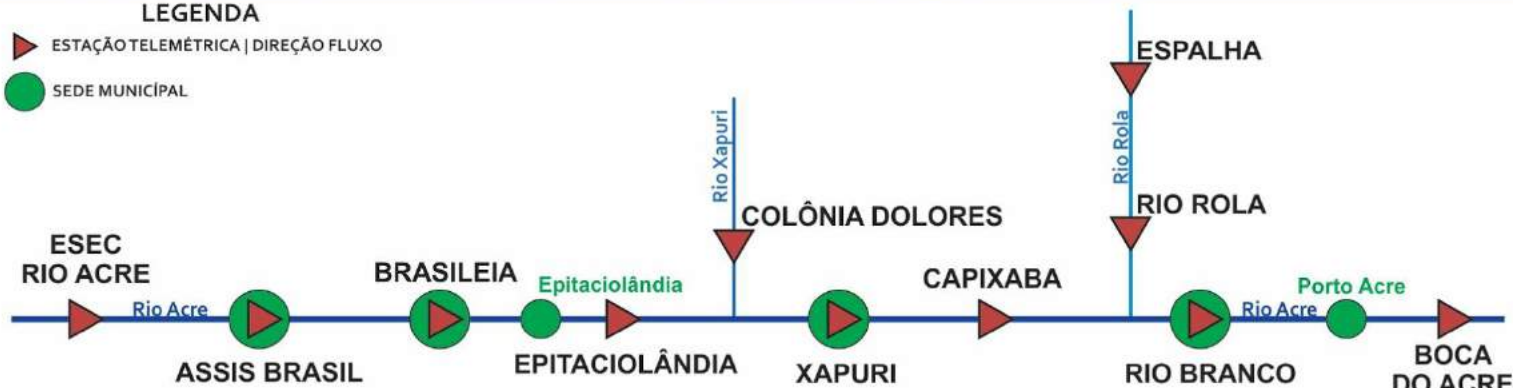 LEGENDA
ESTAÇÃO TELEMÉTRICA | DIREÇÃO FLUXO
SEDE MUNICÍPAL
ESPALHA
Rio Xapuri
Rio Rola
COLÔNIA DOLORES
RIO ROLA
ESEC
RIO ACRE
BRASILEIA
Epitaciolândia
CAPIXABA
Porto Acre
Rio Acre
Rio Acre
ASSIS BRASIL
EPITACIOLÂNDIA
XAPURI
RIO BRANCO
BOCA
DO ACRE